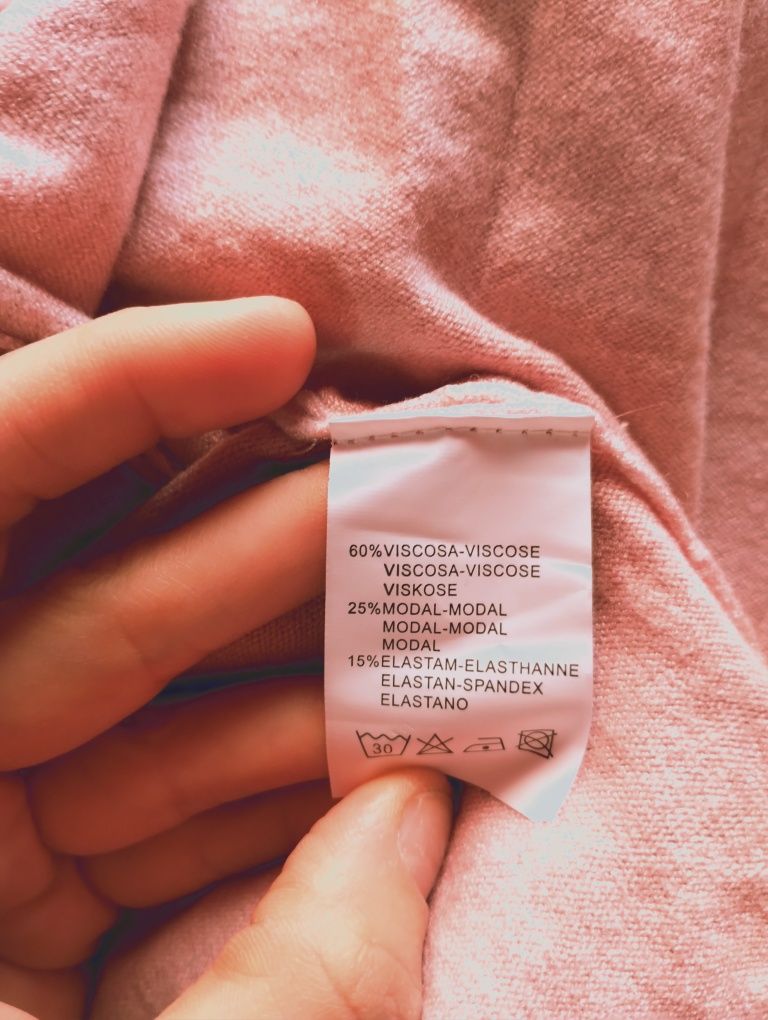 60%VISCOSA-VISCOSE
VISCOSA-VISCOSE
VISKOSE
25%MODAL-MODAL
MODAL-MODAL
MODAL
15%ELASTAM-ELASTHANNE
ELASTAN-SPANDEX
ELASTANO
30